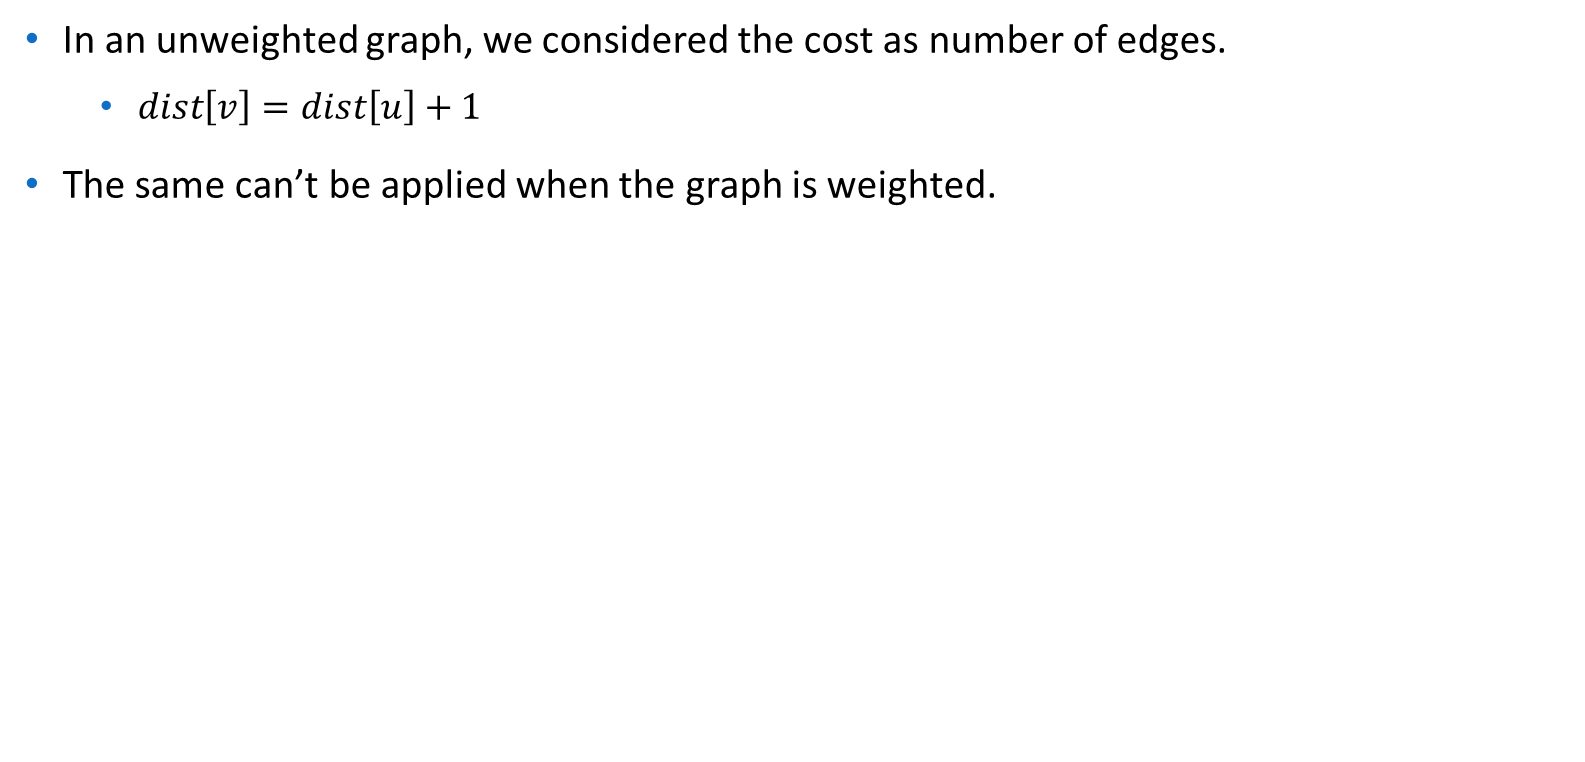 • In an unweighted graph, we considered the cost as number of edges.
• dist[v] = dist[u] + 1
• The same can’t be applied when the graph is weighted.